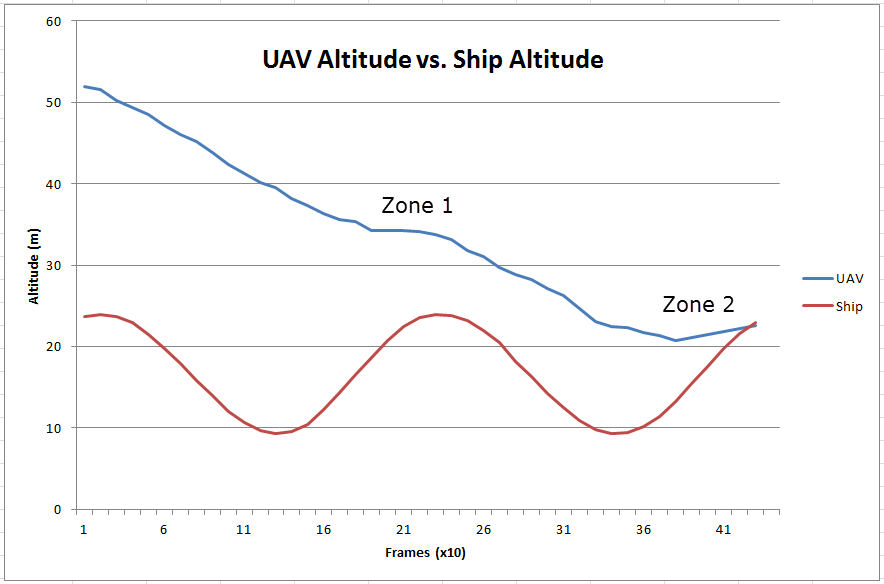 UAV Altitude vs. Ship Altitude
60
50
40
30
20
10
0
Altitude (m)
Zone 1
Zone 2
UAV
Ship
1 6 11 16 21 26 31 36 41
Frames (x10)